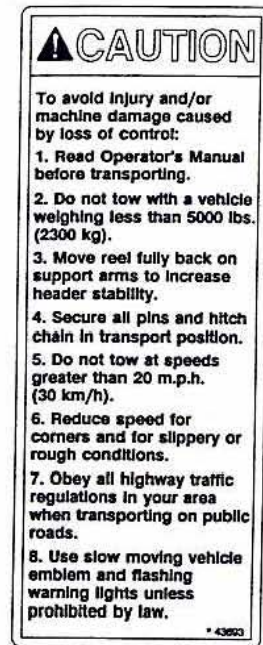 CAUTION
To avoid injury and/or
machine damage caused
by loss of control:
1. Read Operator's Manual
before transporting.
2. Do not tow with a vehicle
weighing less than 5000 lbs.
(2300 kg).
3. Move reel fully back on
support arms to increase
header stability.
4. Secure all pins and hitch
chain in transport position.
5. Do not tow at speeds
greater than 20 m.p.h.
(30 km/h).
6. Reduce speed for
corners and for slippery or
rough conditions.
7. Obey all highway traffic
regulations in your area
when transporting on public
roads.
8. Use slow moving vehicle
emblem and flashing
warning lights unless
prohibited by law.
* 43693